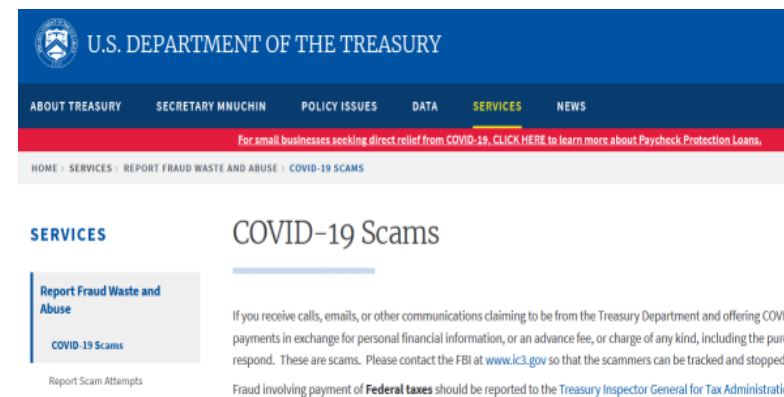 U.S. DEPARTMENT OF THE TREASURY
ABOUT TREASURY SECRETARY MNUCHIN POLICY ISSUES DATA SERVICES NEWS
For small businesses seeking direct relief from COVID-19, CLICK HERE to learn more about Paycheck Protection Loans.
HOME > SERVICES > REPORT FRAUD WASTE AND ABUSE > COVID-19 SCAMS
SERVICES
Report Fraud Waste and
Abuse
COVID-19 Scams
Report Scam Attempts
COVID-19 Scams
If you receive calls, emails, or other communications claiming to be from the Treasury Department and offering COVI
payments in exchange for personal financial information, or an advance fee, or charge of any kind, including the pur
respond. These are scams. Please contact the FBI at www.ic3.gov so that the scammers can be tracked and stopped
Fraud involving payment of Federal taxes should be reported to the Treasury Inspector General for Tax Administrati